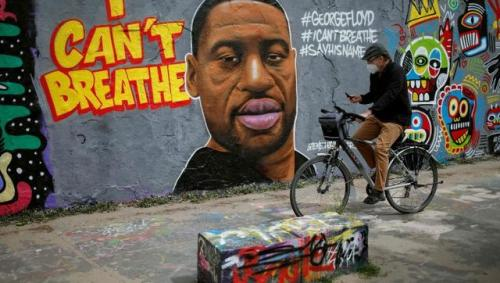 I
CAN'T
BREATHE
#GEORGEFLOYD
#ICANTBREATHE
#SAYHISNAME